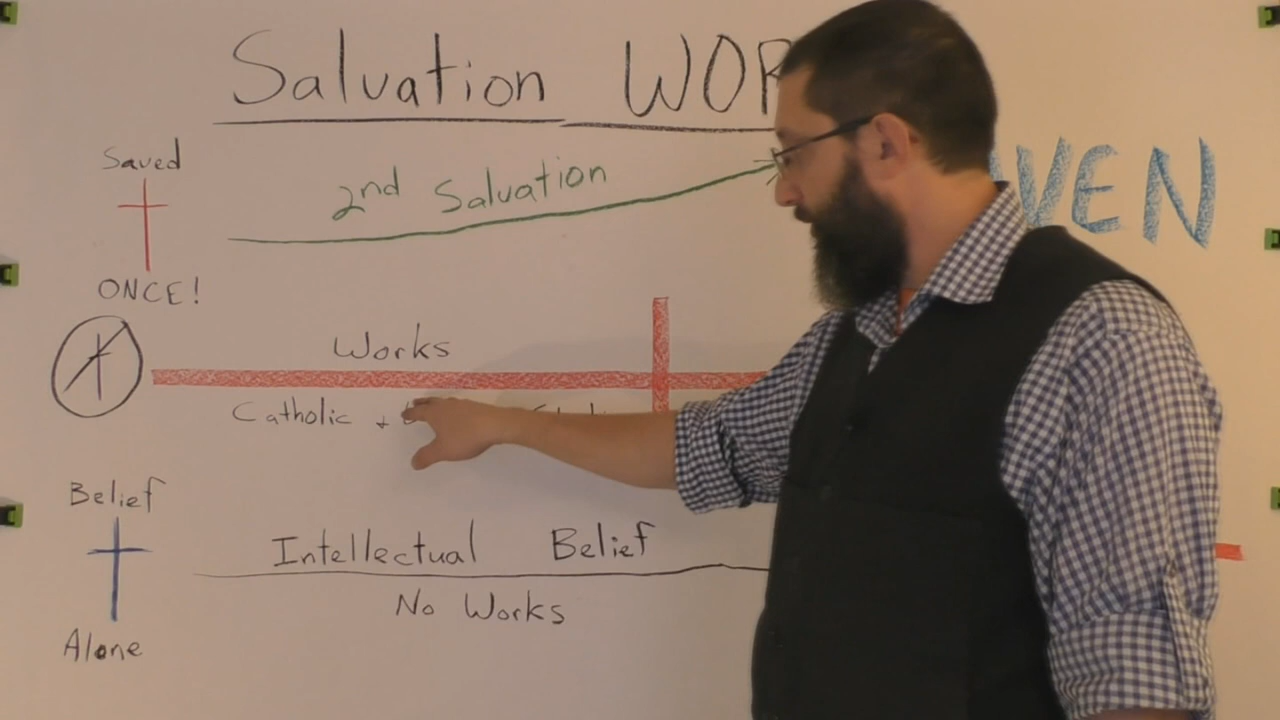 Salvation WOR
Saved
2nd Salvation
VEN
ONCE!
Works
Catholic +
Belief
Intellectual Belief
No Works
Alone